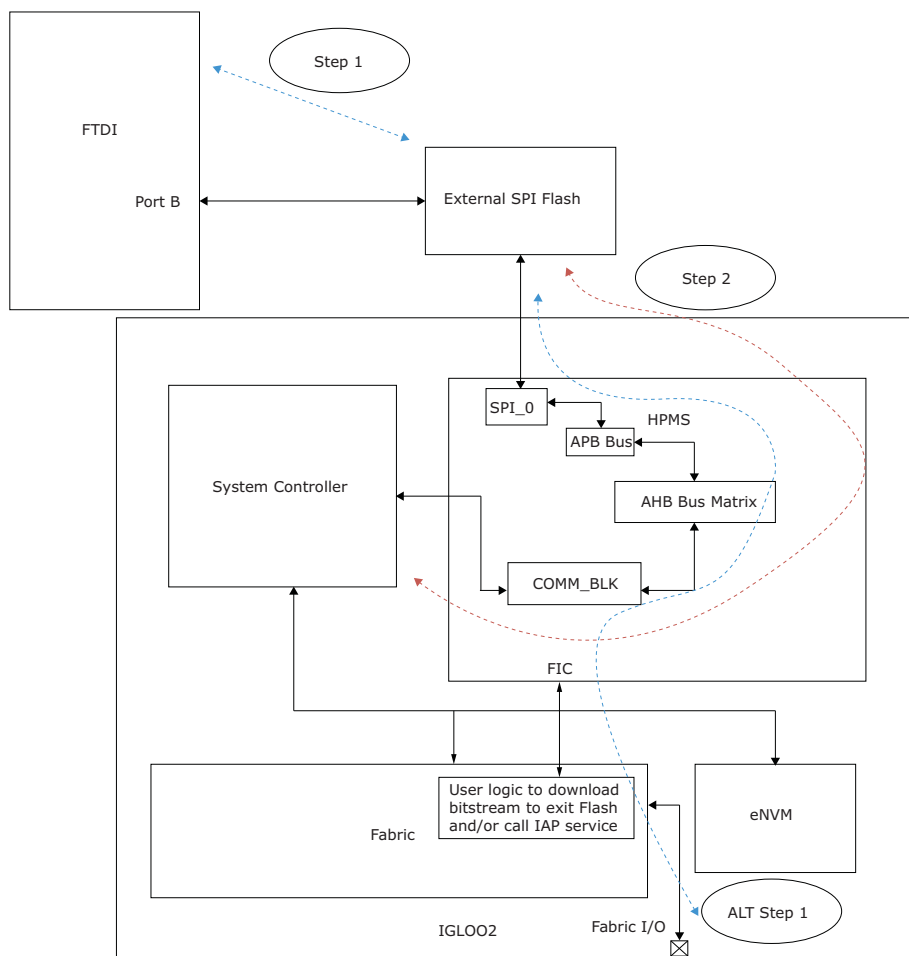 Step 1
FTDI
Port B
External SPI Flash
Step 2
SPI_0
HPMS
APB Bus
System Controller
AHB Bus Matrix
COMM_BLK
FIC
User logic to download
bitstream to exit Flash
and/or call IAP service
Fabric
eNVM
ALT Step 1
IGLOO2
Fabric I/O